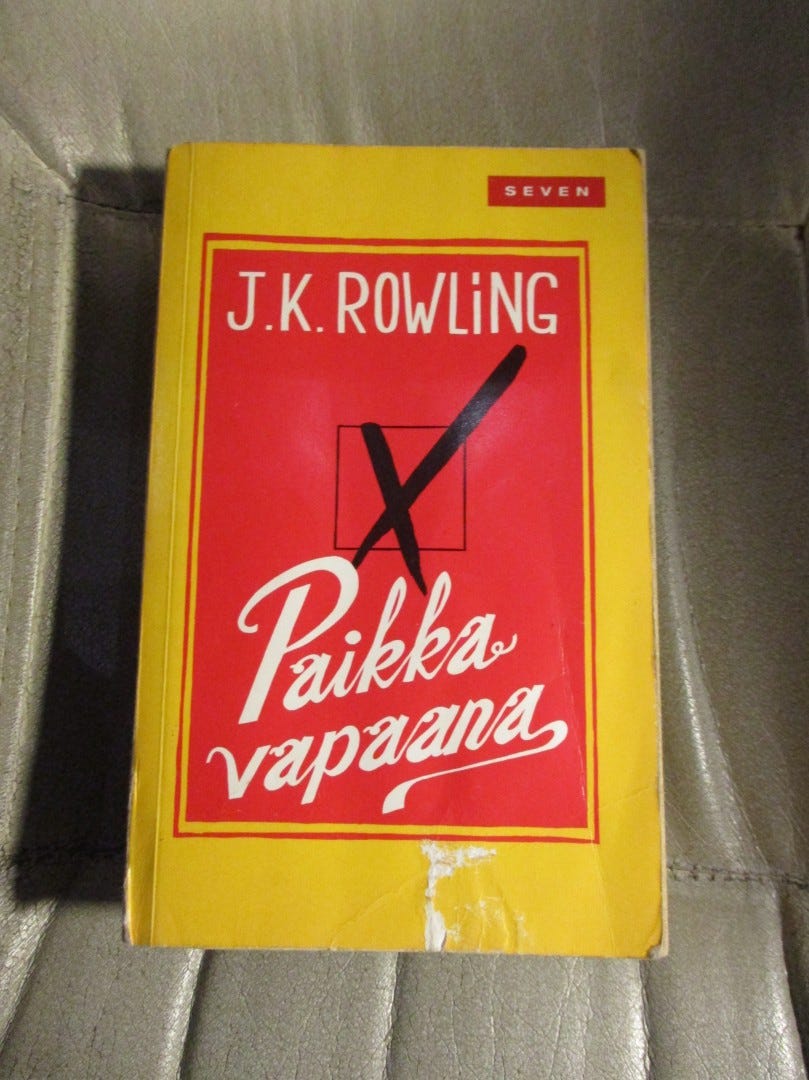 SEVEN
J.K. ROWLiNG
Paikka
vapaana